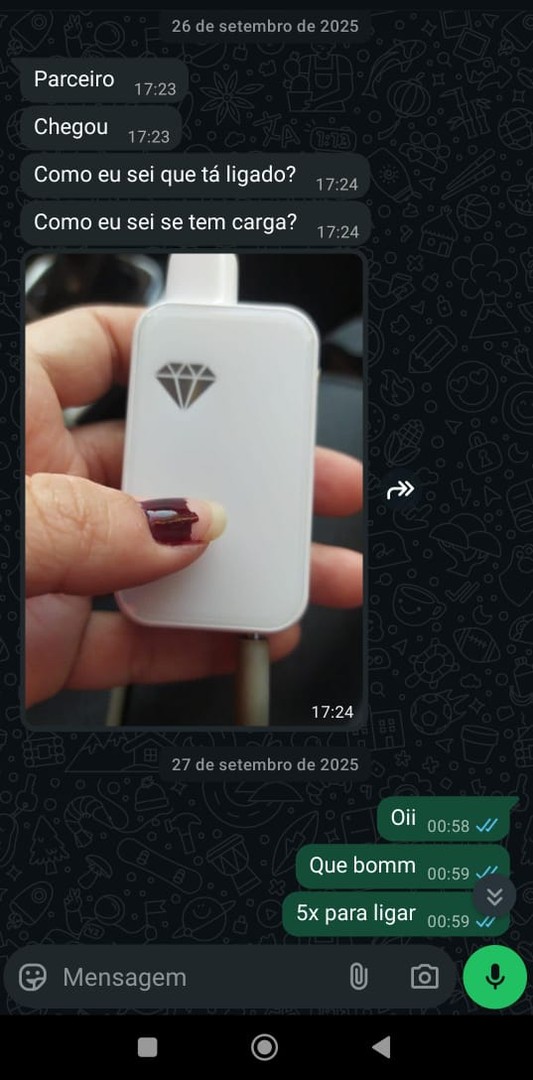 26 de setembro de 2025
Parceiro 17:23
Chegou 17:23
Como eu sei que tá ligado? 17:24
Como eu sei se tem carga? 17:24
17:24
27 de setembro de 2025
Oii 00:58
Que bomm 00:59
5x para ligar 00:59
Mensagem